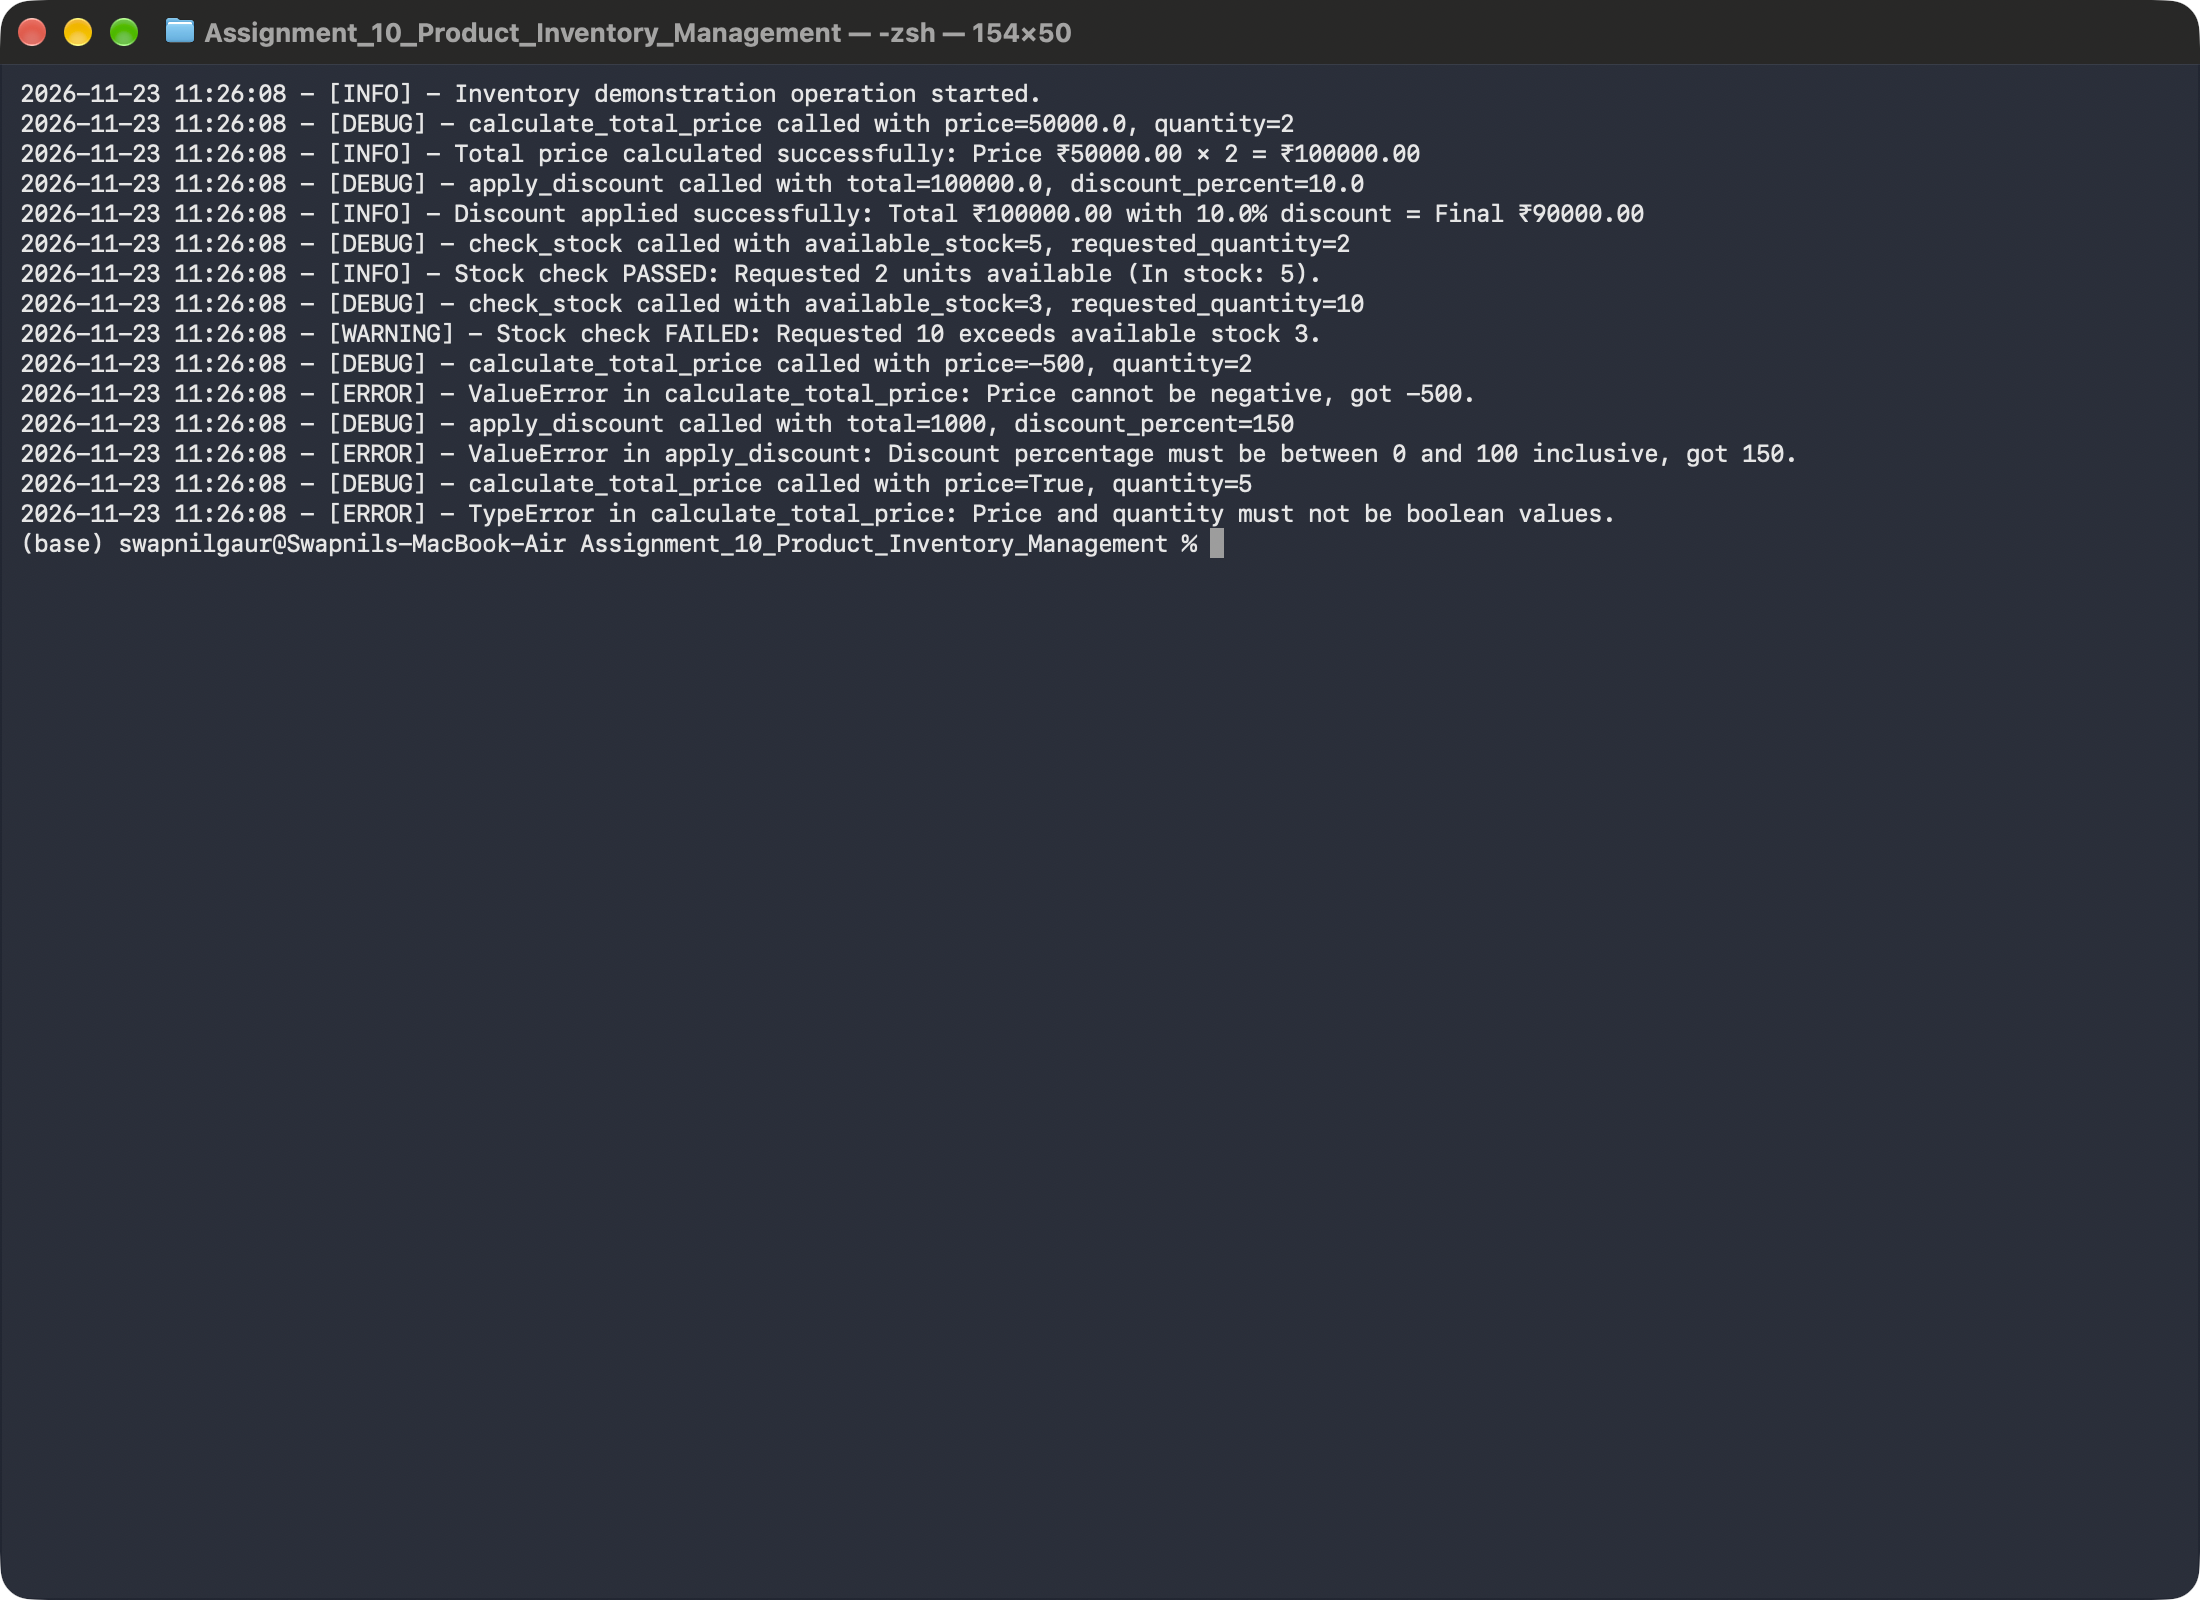 Assignment_10_Product_Inventory_Management — -zsh — 154×50
2026-11-23 11:26:08 - [INFO] - Inventory demonstration operation started.
2026-11-23 11:26:08 - [DEBUG] - calculate_total_price called with price=50000.0, quantity=2
2026-11-23 11:26:08 - [INFO] - Total price calculated successfully: Price ₹50000.00 × 2 = ₹100000.00
2026-11-23 11:26:08 - [DEBUG] - apply_discount called with total=100000.0, discount_percent=10.0
2026-11-23 11:26:08 - [INFO] - Discount applied successfully: Total ₹100000.00 with 10.0% discount = Final ₹90000.00
2026-11-23 11:26:08 - [DEBUG] - check_stock called with available_stock=5, requested_quantity=2
2026-11-23 11:26:08 - [INFO] - Stock check PASSED: Requested 2 units available (In stock: 5).
2026-11-23 11:26:08 - [DEBUG] - check_stock called with available_stock=3, requested_quantity=10
2026-11-23 11:26:08 - [WARNING] - Stock check FAILED: Requested 10 exceeds available stock 3.
2026-11-23 11:26:08 - [DEBUG] - calculate_total_price called with price=-500, quantity=2
2026-11-23 11:26:08 - [ERROR] - ValueError in calculate_total_price: Price cannot be negative, got -500.
2026-11-23 11:26:08 - [DEBUG] - apply_discount called with total=1000, discount_percent=150
2026-11-23 11:26:08 - [ERROR] - ValueError in apply_discount: Discount percentage must be between 0 and 100 inclusive, got 150.
2026-11-23 11:26:08 - [DEBUG] - calculate_total_price called with price=True, quantity=5
2026-11-23 11:26:08 - [ERROR] - TypeError in calculate_total_price: Price and quantity must not be boolean values.
(base) swapnilgaur@Swapnils-MacBook-Air Assignment_10_Product_Inventory_Management %